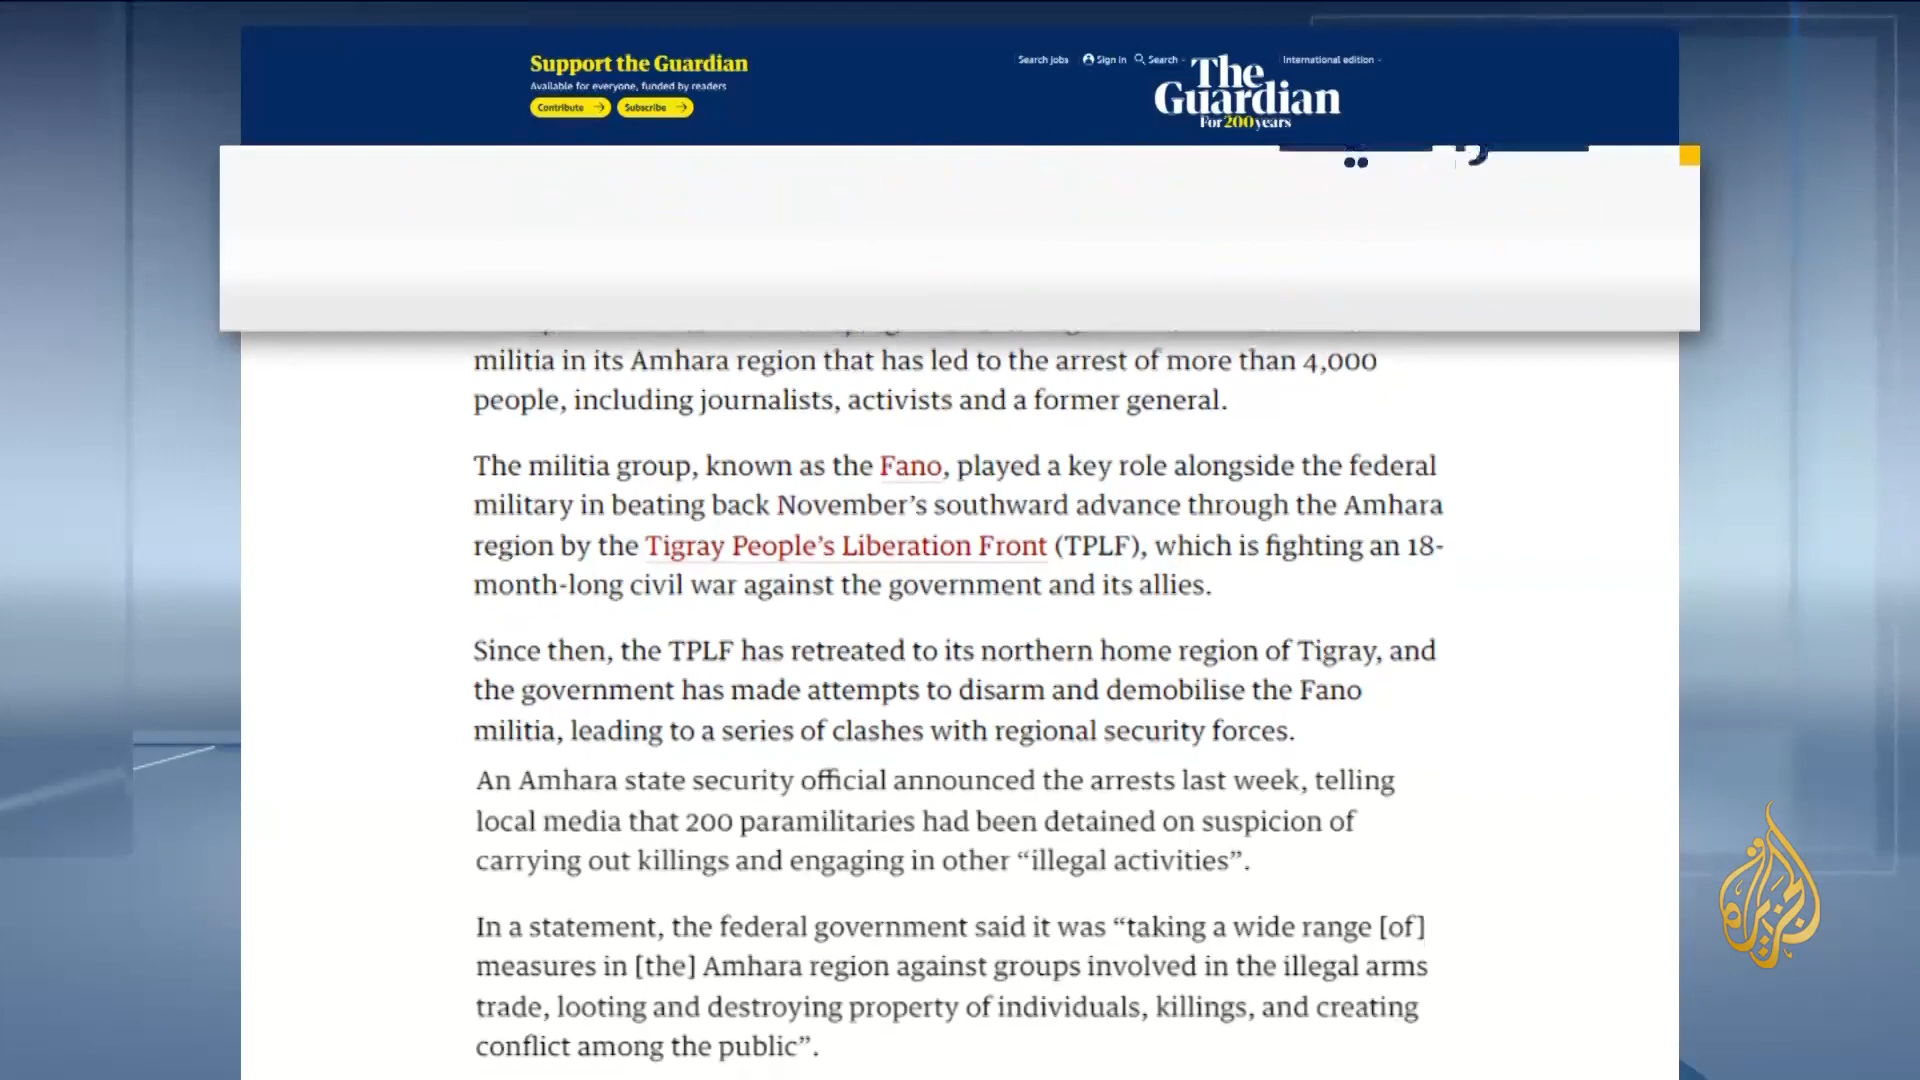 Support the Guardian
Available for everyone, funded by readers
Contribute →
Subscribe →
Search jobs
Sign in
Search
International edition
The
Guardian
For 200 years
militia in its Amhara region that has led to the arrest of more than 4,000
people, including journalists, activists and a former general.
The militia group, known as the Fano, played a key role alongside the federal
military in beating back November’s southward advance through the Amhara
region by the Tigray People’s Liberation Front (TPLF), which is fighting an 18-
month-long civil war against the government and its allies.
Since then, the TPLF has retreated to its northern home region of Tigray, and
the government has made attempts to disarm and demobilise the Fano
militia, leading to a series of clashes with regional security forces.
An Amhara state security official announced the arrests last week, telling
local media that 200 paramilitaries had been detained on suspicion of
carrying out killings and engaging in other “illegal activities”.
In a statement, the federal government said it was “taking a wide range [of]
measures in [the] Amhara region against groups involved in the illegal arms
trade, looting and destroying property of individuals, killings, and creating
conflict among the public”.
الجزيرة